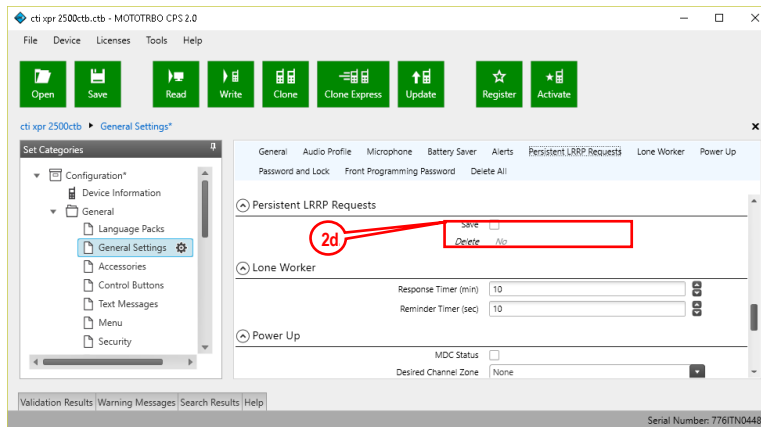 cti xpr 2500ctb.ctb - MOTOTRBO CPS 2.0
File Device Licenses Tools Help
Open Save Read Write Clone Clone Express Update Register Activate
cti xpr 2500ctb General Settings*
Set Categories
Configuration*
Device Information
General
Language Packs
General Settings
Accessories
Control Buttons
Text Messages
Menu
Security
General Audio Profile Microphone Battery Saver Alerts Persistent LRRP Requests Lone Worker Power Up
Password and Lock Front Programming Password Delete All
Persistent LRRP Requests
Save
2d
Delete No
Lone Worker
Response Timer (min) 10
Reminder Timer (sec) 10
Power Up
MDC Status
Desired Channel Zone None
Validation Results Warning Messages Search Results Help
Serial Number: 776ITN0448